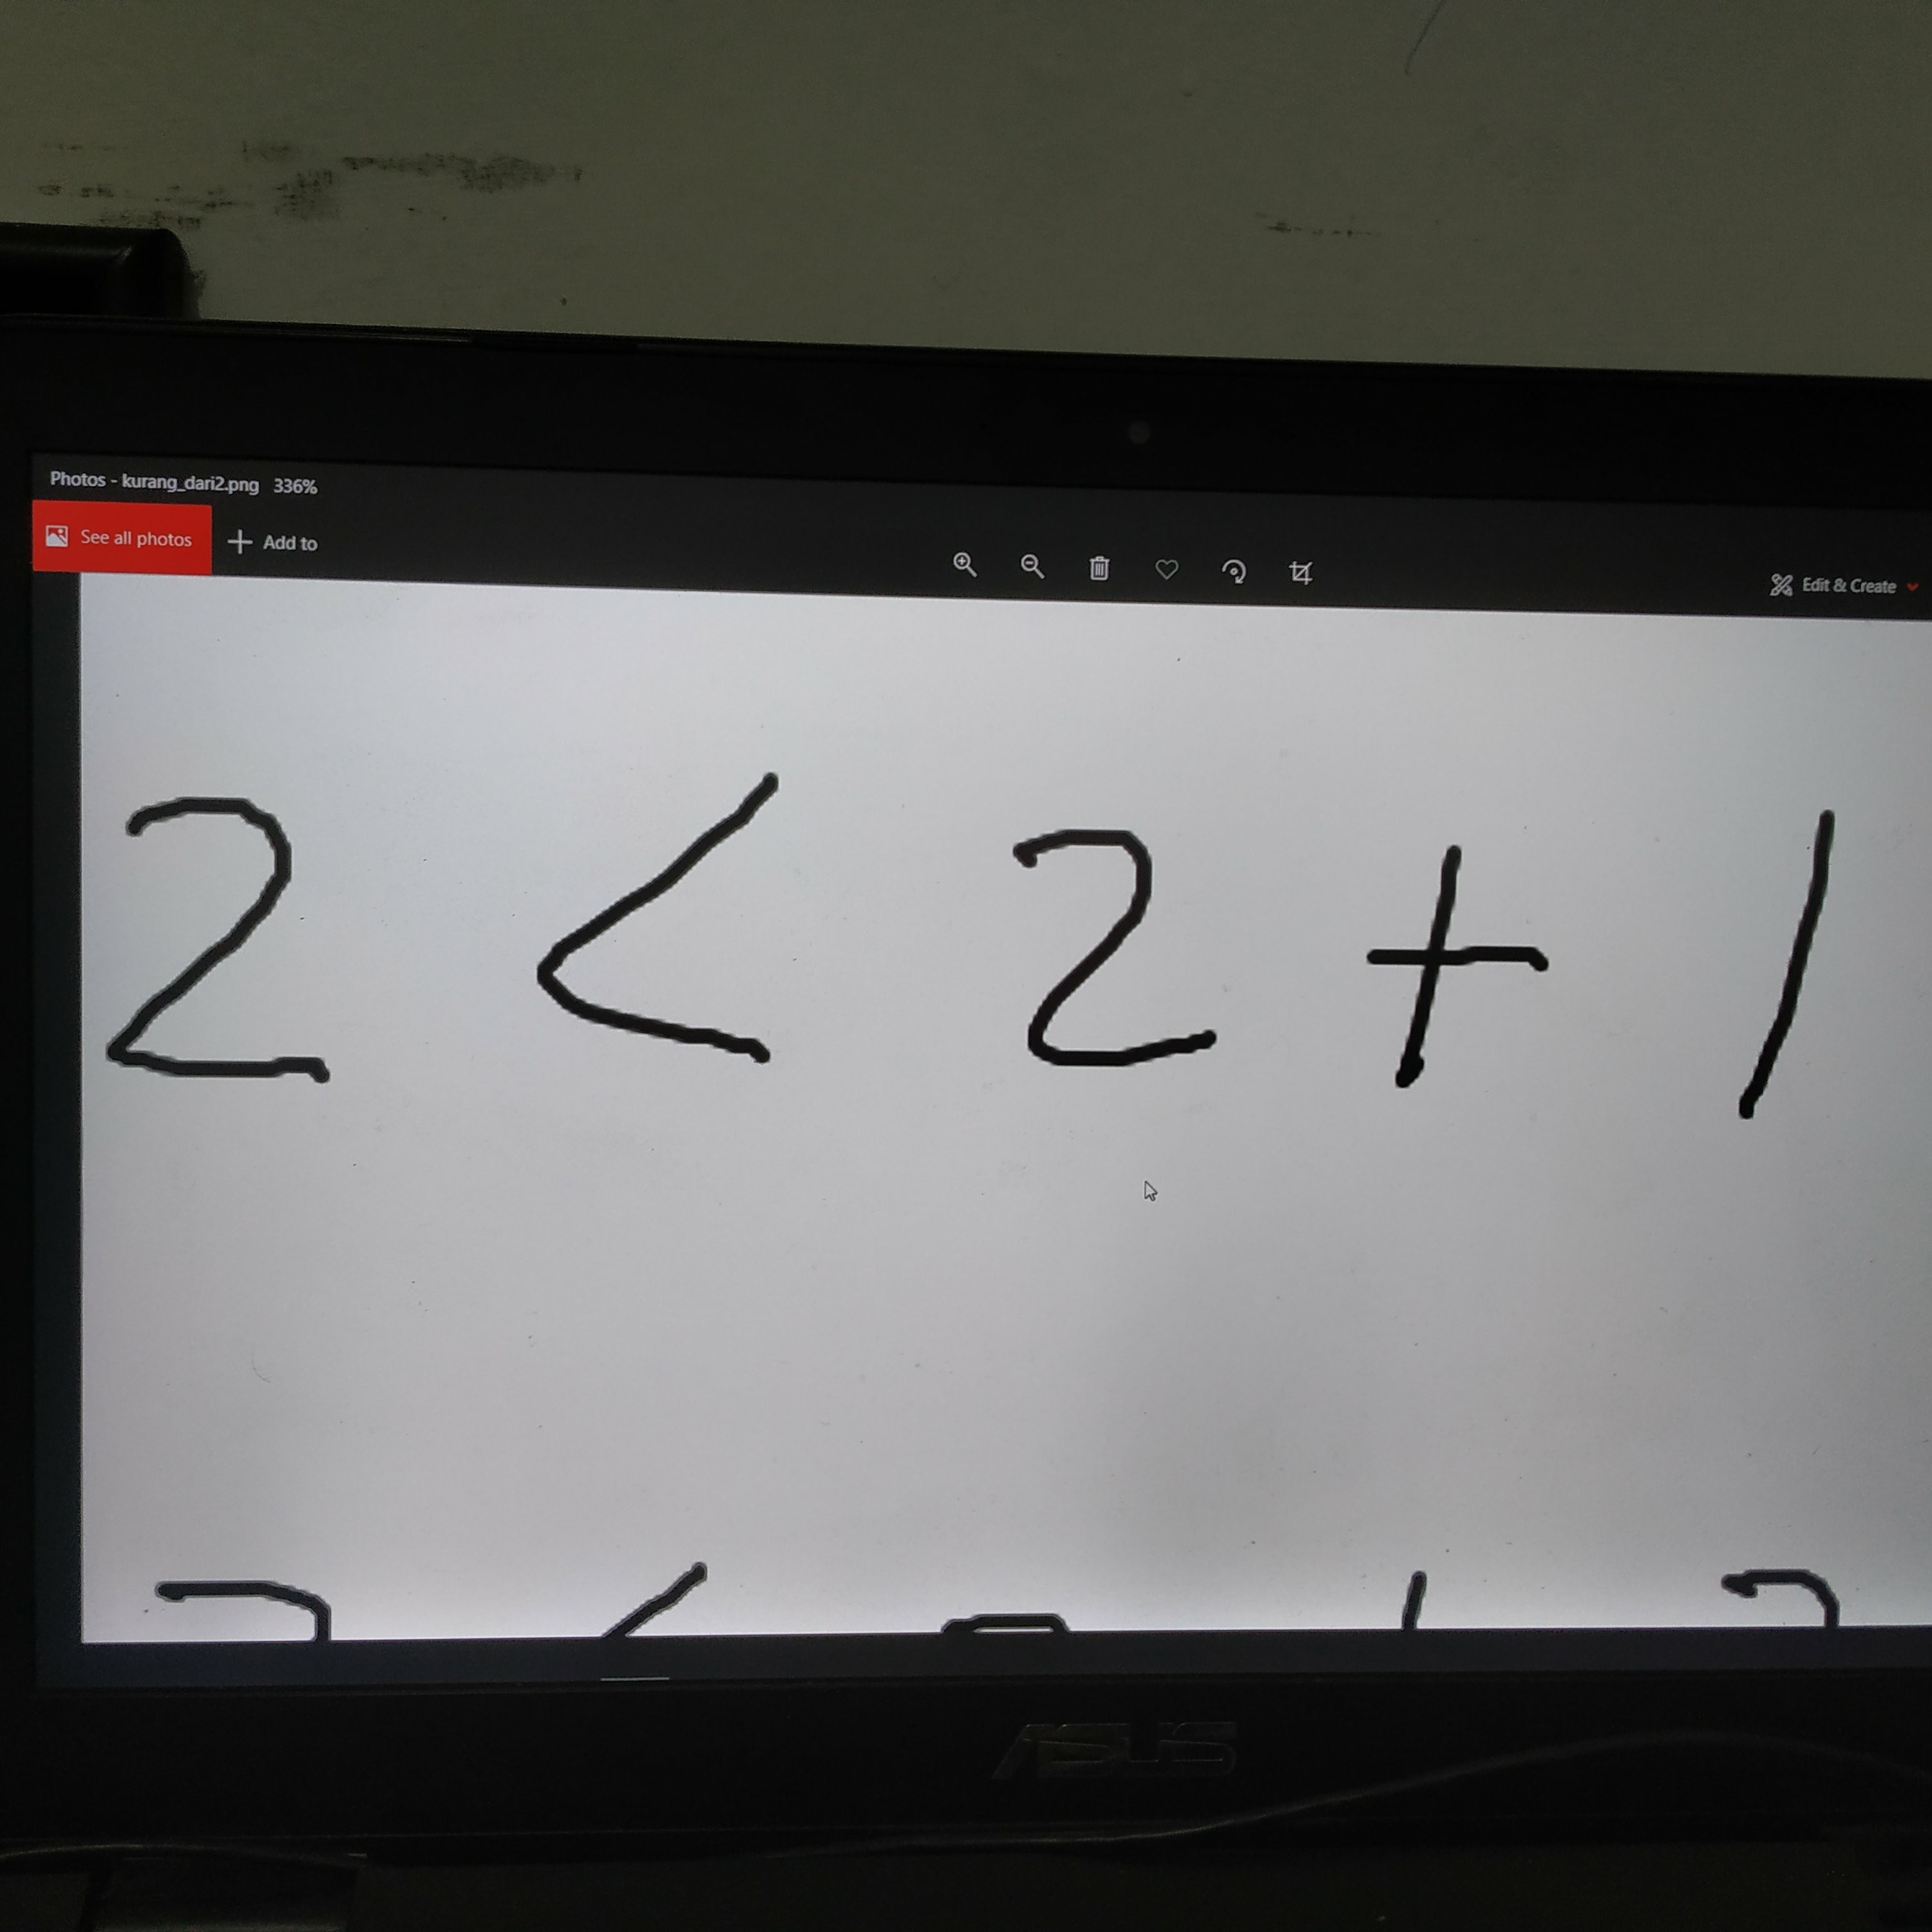 Photos - kurang_dari2.png 336%
See all photos
Add to
Edit & Create
2 < 2 + 1
ASUS